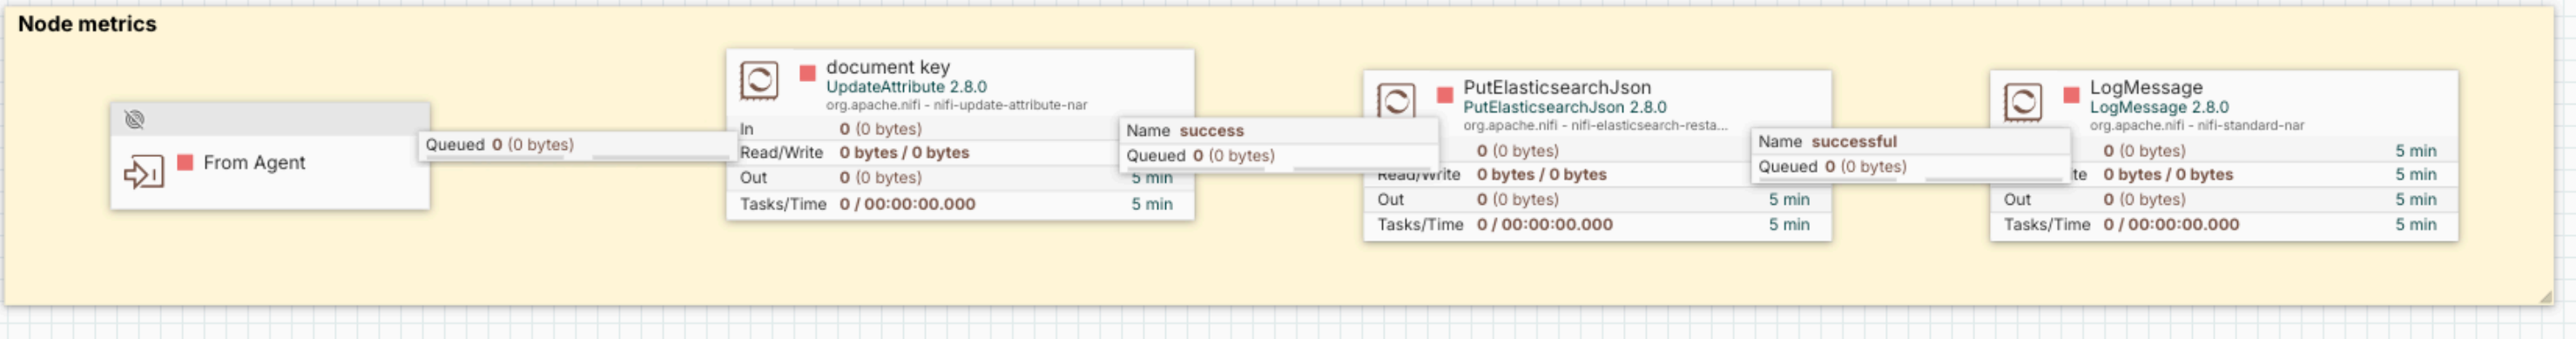 Node metrics
From Agent
Queued 0 (0 bytes)
document key
UpdateAttribute 2.8.0
org.apache.nifi - nifi-update-attribute-nar
In 0 (0 bytes)
Read/Write 0 bytes / 0 bytes
Out 0 (0 bytes) 5 min
Tasks/Time 0 / 00:00:00.000 5 min
Name success
Queued 0 (0 bytes)
PutElasticsearchJson
PutElasticsearchJson 2.8.0
org.apache.nifi - nifi-elasticsearch-resta...
0 (0 bytes)
Read/Write 0 bytes / 0 bytes
Out 0 (0 bytes) 5 min
Tasks/Time 0 / 00:00:00.000 5 min
Name successful
Queued 0 (0 bytes)
LogMessage
LogMessage 2.8.0
org.apache.nifi - nifi-standard-nar
0 (0 bytes) 5 min
te 0 bytes / 0 bytes 5 min
Out 0 (0 bytes) 5 min
Tasks/Time 0 / 00:00:00.000 5 min